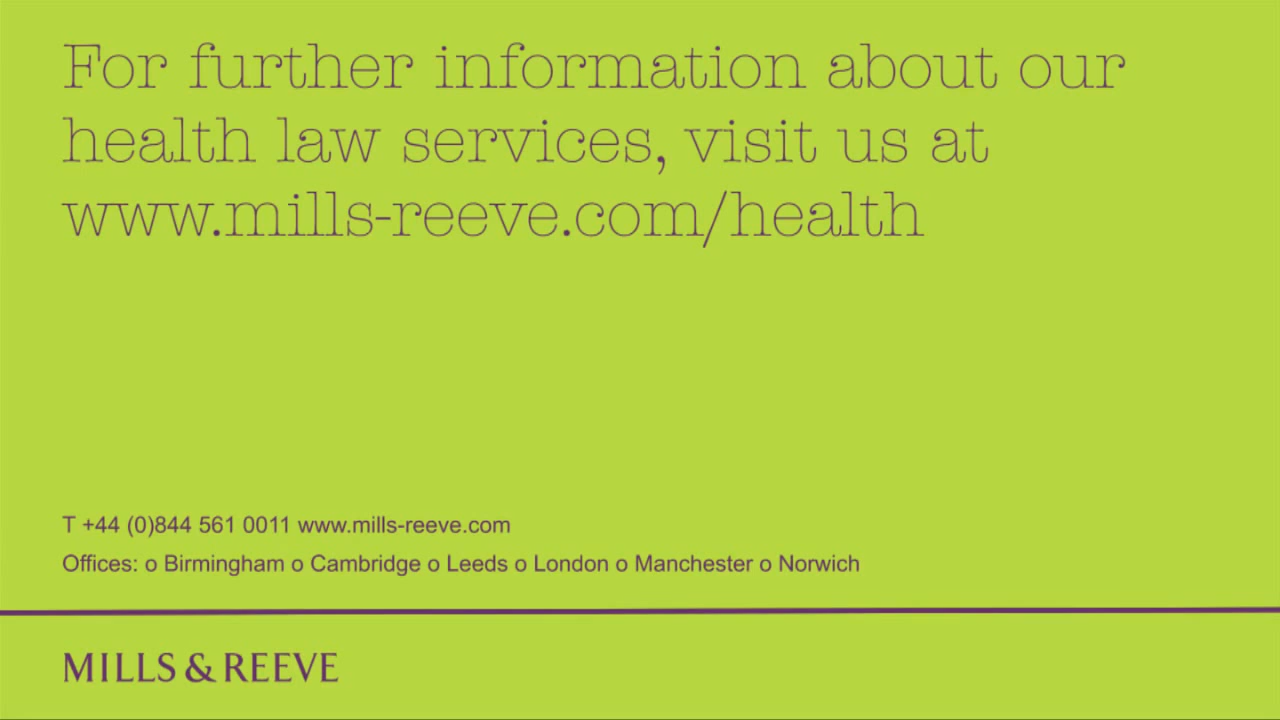 For further information about our
health law services, visit us at
www.mills-reeve.com/health
T +44 (0)844 561 0011 www.mills-reeve.com
Offices: o Birmingham o Cambridge o Leeds o London o Manchester o Norwich
MILLS & REEVE